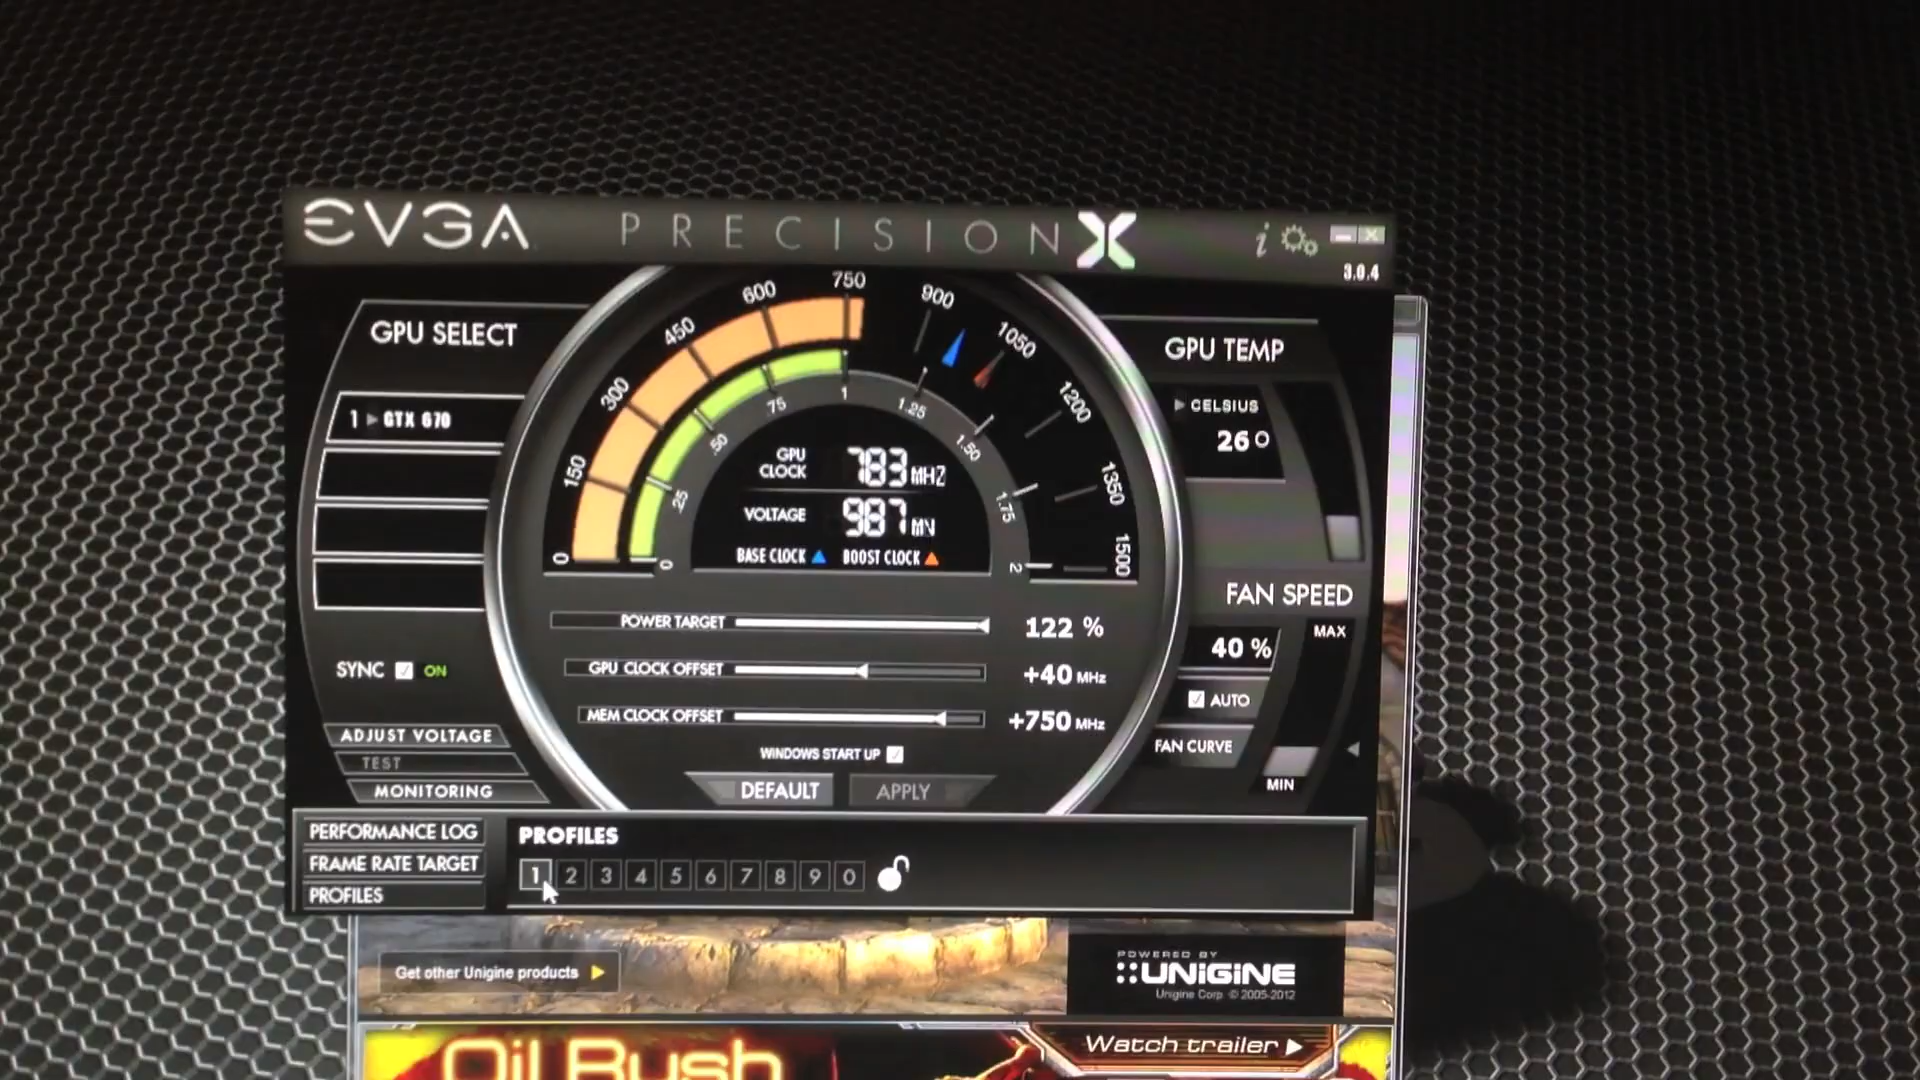 EVGA PRECISION X
3.0.4
GPU SELECT
1 GTX 670
SYNC ON
ADJUST VOLTAGE
TEST
MONITORING
0 150 300 450 600 750 900 1050 1200 1350 1500
0 .25 .50 .75 1 1.25 1.50 1.75 2
GPU CLOCK 783 MHZ
VOLTAGE 987 MV
BASE CLOCK BOOST CLOCK
POWER TARGET 122 %
GPU CLOCK OFFSET +40 MHz
MEM CLOCK OFFSET +750 MHz
WINDOWS START UP
DEFAULT APPLY
GPU TEMP
CELSIUS
26°
FAN SPEED
MAX
40 %
AUTO
FAN CURVE
MIN
PERFORMANCE LOG
FRAME RATE TARGET
PROFILES
PROFILES
1 2 3 4 5 6 7 8 9 0
Get other Unigine products
POWERED BY
UNIGINE
Unigine Corp © 2005-2012
Oil Rush
Watch trailer